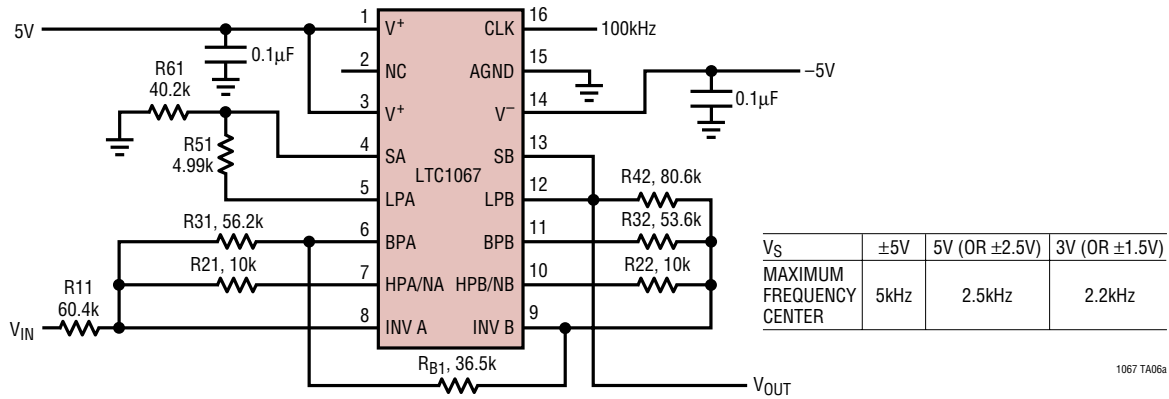 5V
0.1µF
R61
40.2k
R51
4.99k
R31, 56.2k
R21, 10k
R11
60.4k
VIN
1
V+
2
NC
3
V+
4
SA
5
LPA
6
BPA
7
HPA/NA
8
INV A
LTC1067
16
CLK
15
AGND
14
V–
13
SB
12
LPB
11
BPB
10
HPB/NB
9
INV B
100kHz
–5V
0.1µF
R42, 80.6k
R32, 53.6k
R22, 10k
RB1, 36.5k
VOUT
VS ±5V 5V (OR ±2.5V) 3V (OR ±1.5V)
MAXIMUM
FREQUENCY 5kHz 2.5kHz 2.2kHz
CENTER
1067 TA06a